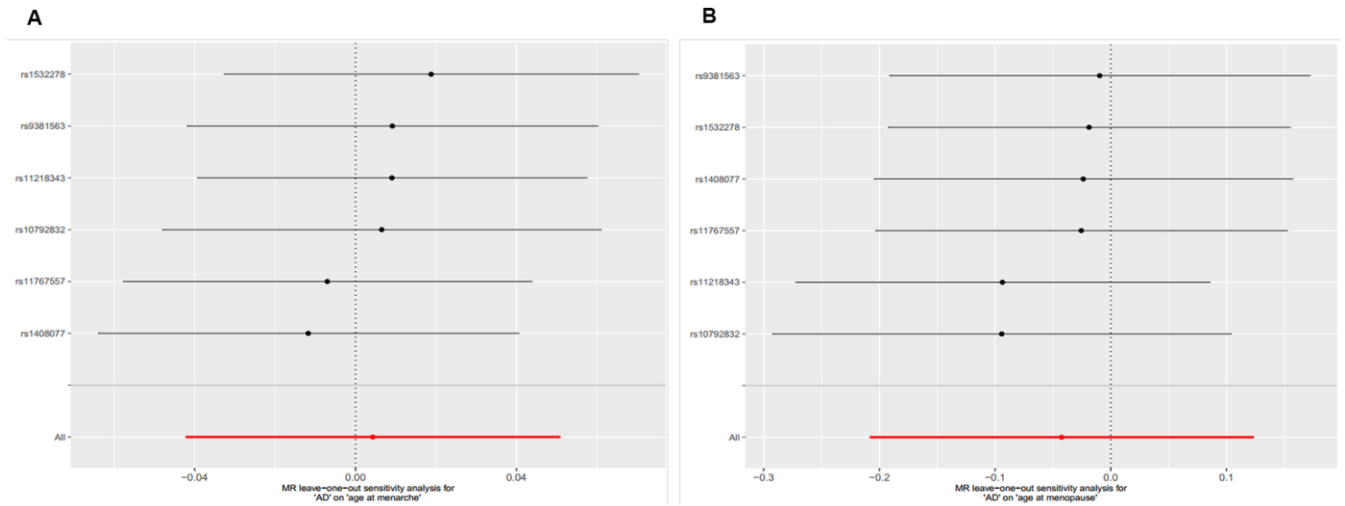 A
rs1532278
rs9381563
rs11218343
rs10792832
rs11767557
rs1408077
All
−0.04
0.00
0.04
MR leave−one−out sensitivity analysis for
'AD' on 'age at menarche'
B
rs9381563
rs1532278
rs1408077
rs11767557
rs11218343
rs10792832
All
−0.3
−0.2
−0.1
0.0
0.1
MR leave−one−out sensitivity analysis for
'AD' on 'age at menopause'